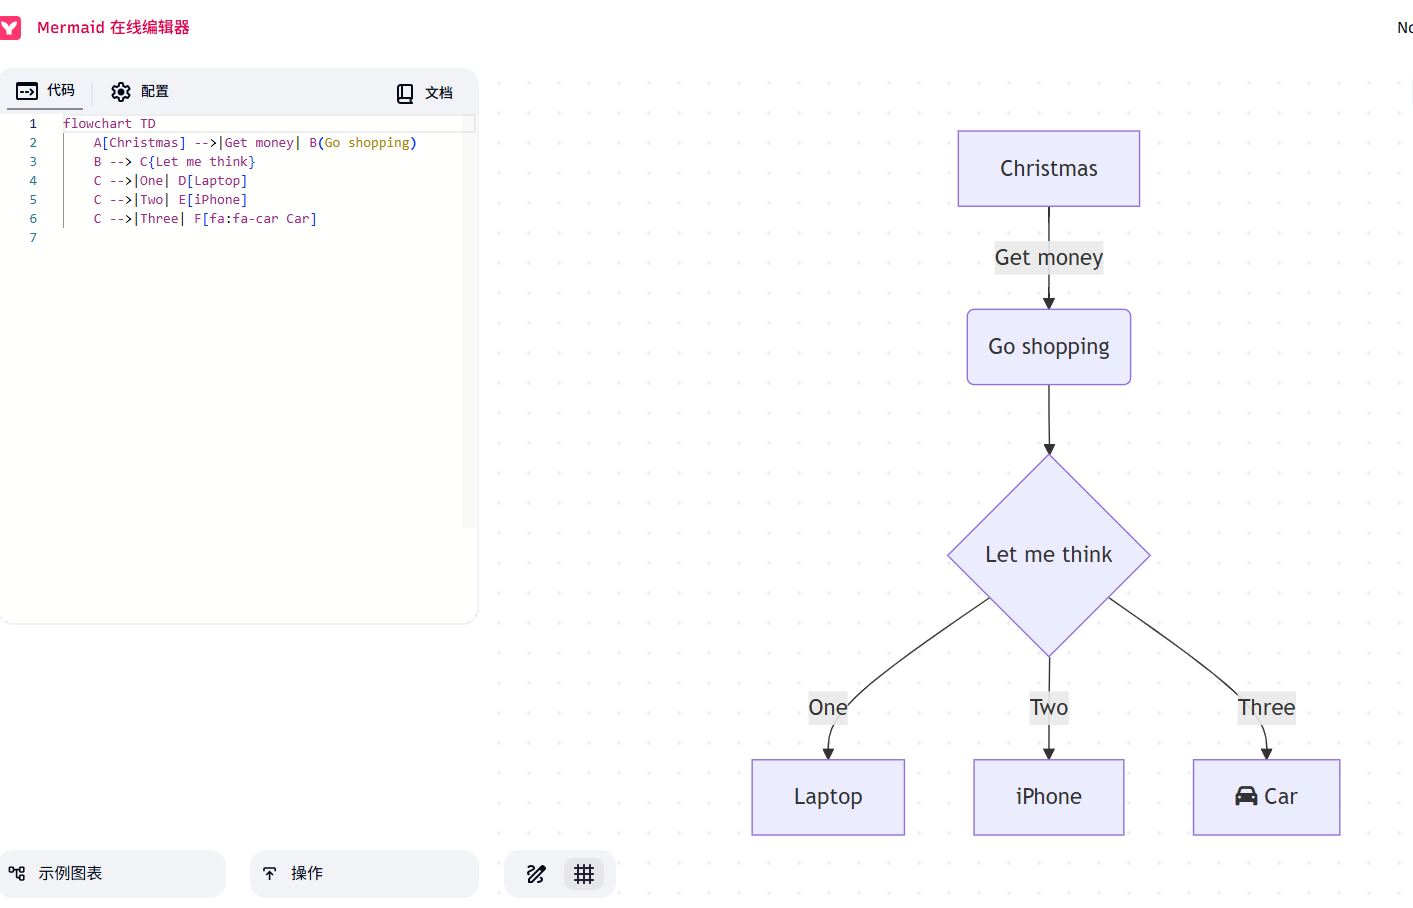 Mermaid 在线编辑器
代码
配置
文档
1 flowchart TD
2 A[Christmas] -->|Get money| B(Go shopping)
3 B --> C{Let me think}
4 C -->|One| D[Laptop]
5 C -->|Two| E[iPhone]
6 C -->|Three| F[fa:fa-car Car]
7
Christmas
Get money
Go shopping
Let me think
One
Two
Three
Laptop
iPhone
Car
示例图表
操作